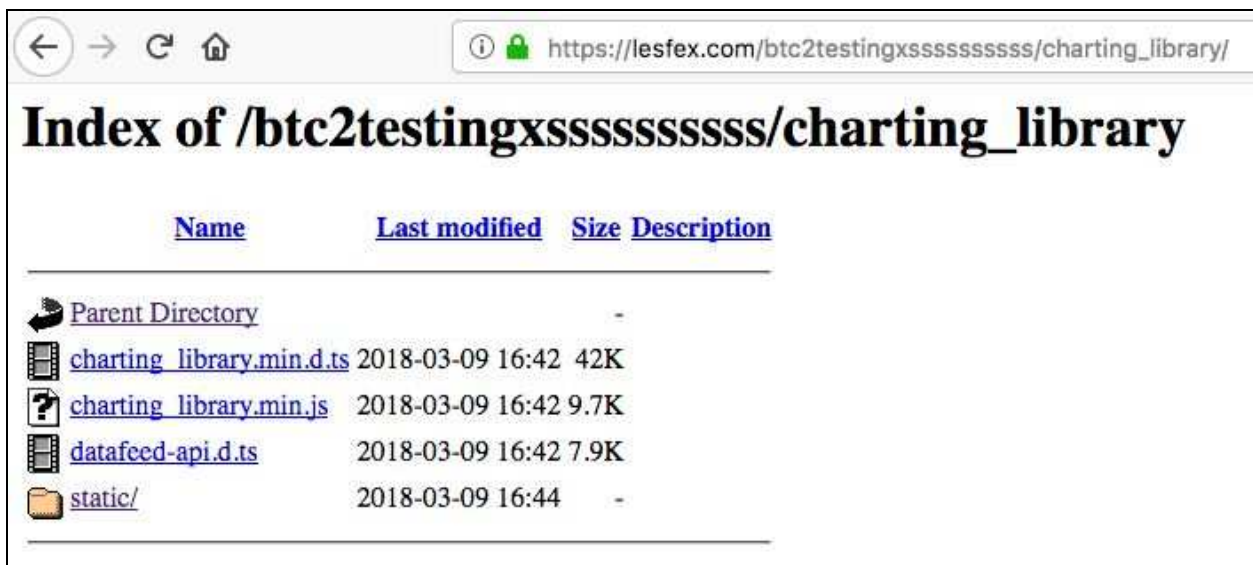 https://lesfex.com/btc2testingxsssssssssss/charting_library/
Index of /btc2testingxsssssssssss/charting_library
Name Last modified Size Description
Parent Directory -
charting_library.min.d.ts 2018-03-09 16:42 42K
charting_library.min.js 2018-03-09 16:42 9.7K
datafeed-api.d.ts 2018-03-09 16:42 7.9K
static/ 2018-03-09 16:44 -